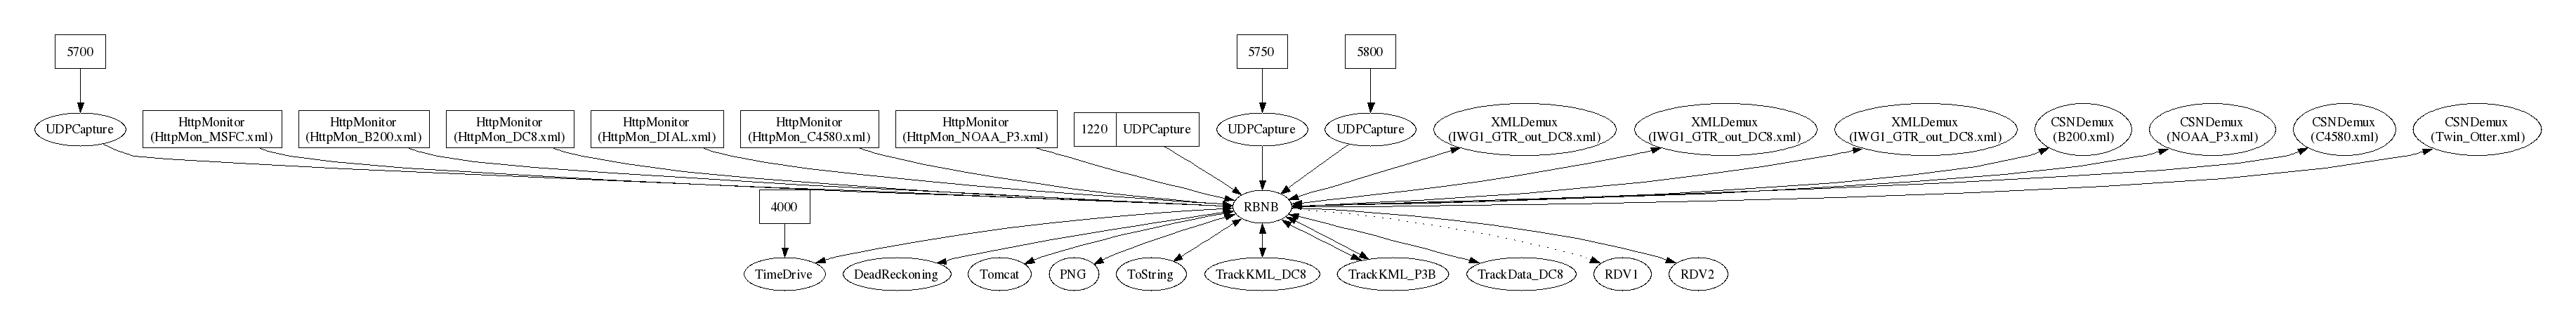 5700
5750
5800
UDPCapture
HttpMonitor
(HttpMon_MSFC.xml)
HttpMonitor
(HttpMon_B200.xml)
HttpMonitor
(HttpMon_DC8.xml)
HttpMonitor
(HttpMon_DIAL.xml)
HttpMonitor
(HttpMon_C4580.xml)
HttpMonitor
(HttpMon_NOAA_P3.xml)
1220 UDPCapture
UDPCapture
UDPCapture
XMLDemux
(IWG1_GTR_out_DC8.xml)
XMLDemux
(IWG1_GTR_out_DC8.xml)
XMLDemux
(IWG1_GTR_out_DC8.xml)
CSNDemux
(B200.xml)
CSNDemux
(NOAA_P3.xml)
CSNDemux
(C4580.xml)
CSNDemux
(Twin_Otter.xml)
4000
RBNB
TimeDrive
DeadReckoning
Tomcat
PNG
ToString
TrackKML_DC8
TrackKML_P3B
TrackData_DC8
RDV1
RDV2